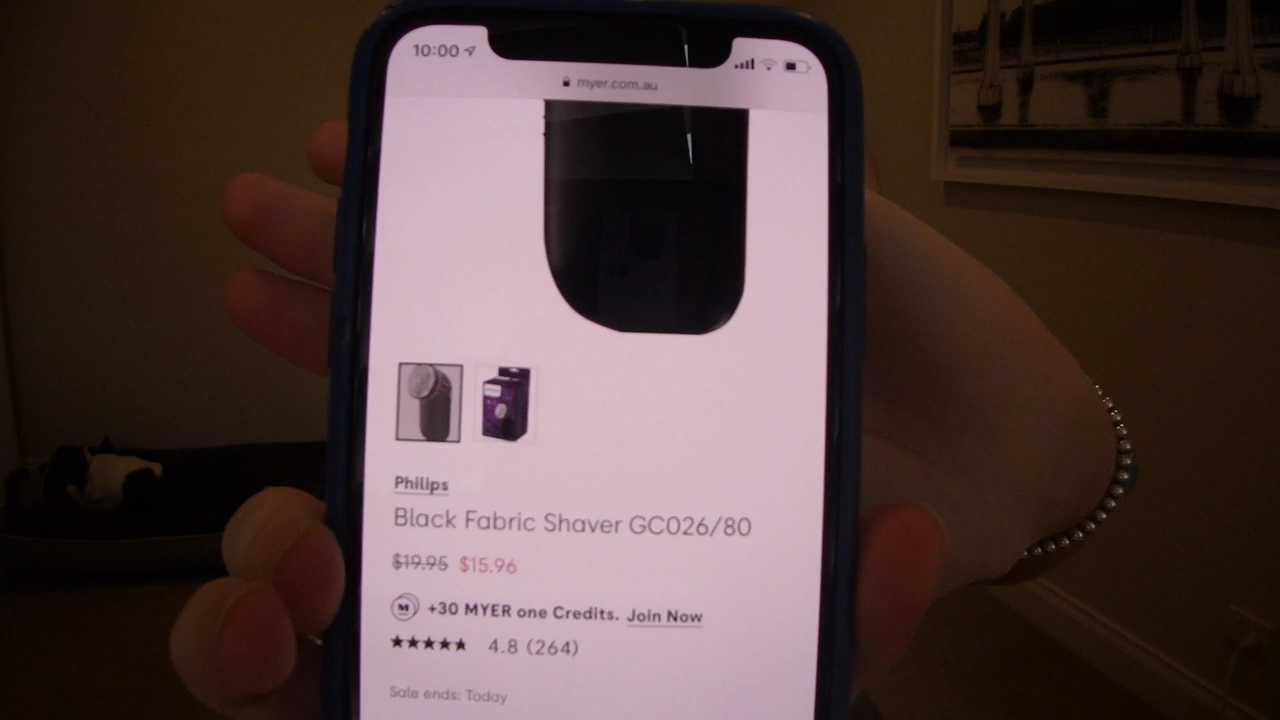 10:00
myer.com.au
Philips
Black Fabric Shaver GC026/80
$19.95 $15.96
+30 MYER one Credits. Join Now
4.8 (264)
Sale ends: Today